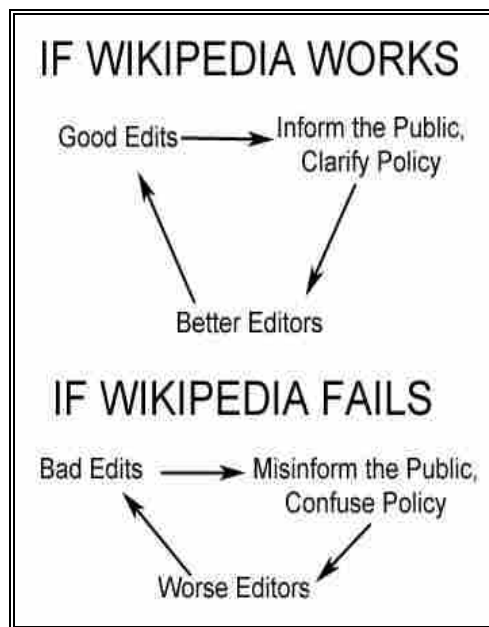 IF WIKIPEDIA WORKS
Good Edits
Inform the Public,
Clarify Policy
Better Editors
IF WIKIPEDIA FAILS
Bad Edits
Misinform the Public,
Confuse Policy
Worse Editors